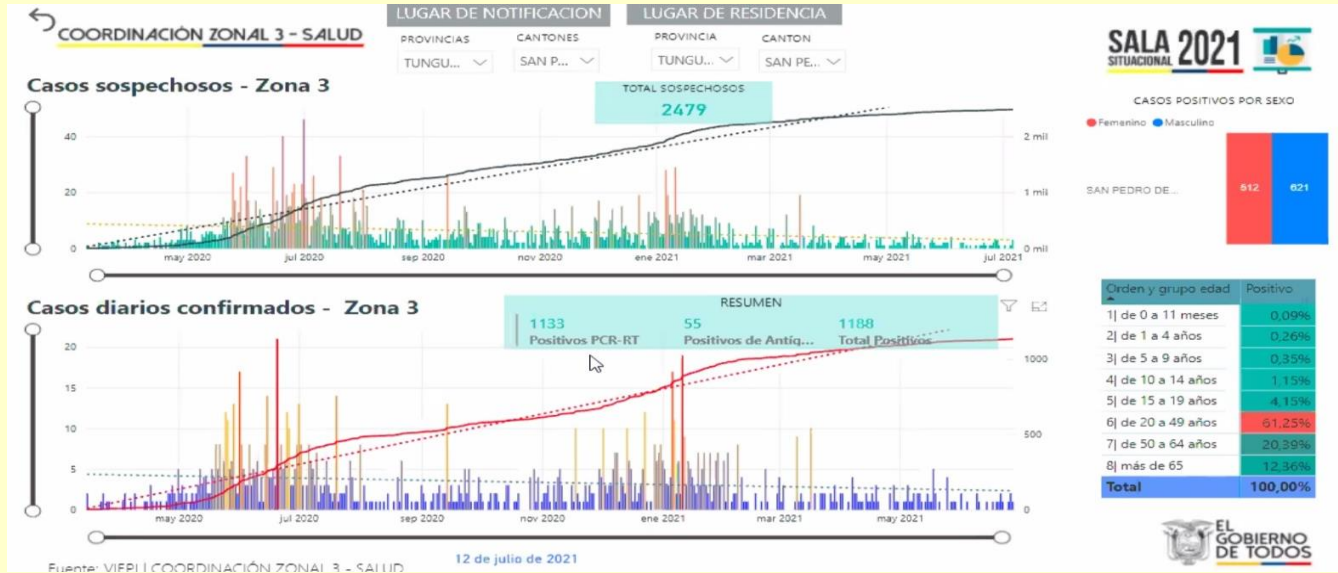 LUGAR DE NOTIFICACION
LUGAR DE RESIDENCIA
COORDINACIÓN ZONAL 3 - SALUD
PROVINCIAS
CANTONES
PROVINCIA
CANTON
TUNGU...
SAN P...
TUNGU...
SAN PE...
SALA 2021
SITUACIONAL
Casos sospechosos - Zona 3
TOTAL SOSPECHOSOS
2479
40
20
0
2 mil
1 mil
0 mil
may 2020
jul 2020
sep 2020
nov 2020
ene 2021
mar 2021
may 2021
jul 2021
CASOS POSITIVOS POR SEXO
Femenino
Masculino
SAN PEDRO DE...
512
621
Casos diarios confirmados - Zona 3
RESUMEN
1133
55
1188
Positivos PCR-RT
Positivos de Antíg...
Total Positivos
20
15
10
5
0
1000
500
0
may 2020
jul 2020
sep 2020
nov 2020
ene 2021
mar 2021
may 2021
Orden y grupo edad Positivo
1| de 0 a 11 meses 0,09%
2| de 1 a 4 años 0,26%
3| de 5 a 9 años 0,35%
4| de 10 a 14 años 1,15%
5| de 15 a 19 años 4,15%
6| de 20 a 49 años 61,25%
7| de 50 a 64 años 20,39%
8| más de 65 12,36%
Total 100,00%
12 de julio de 2021
Fuente: VIEPI | COORDINACIÓN ZONAL 3 - SALUD
EL
GOBIERNO
DE TODOS